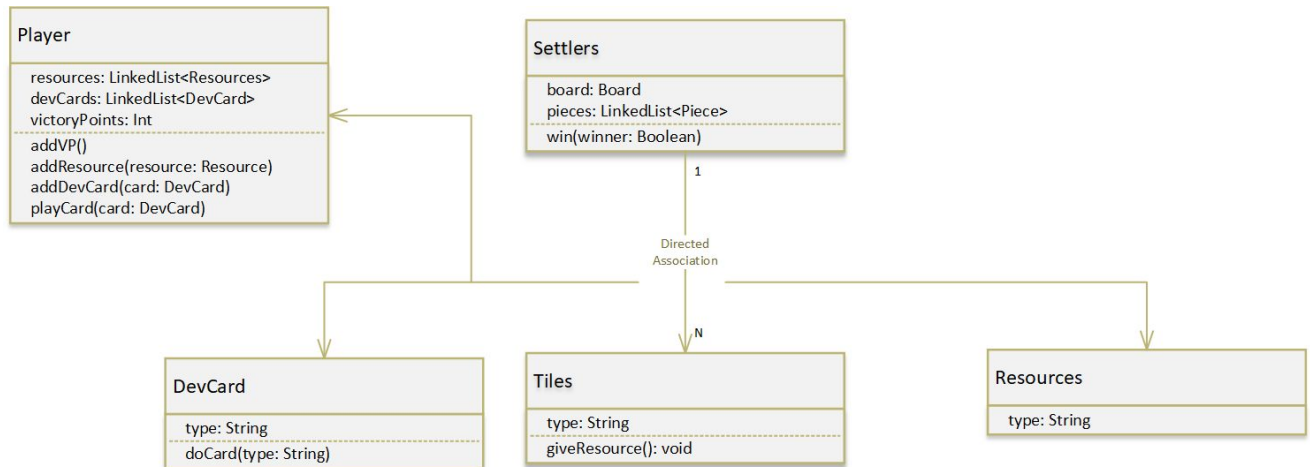 Player
resources: LinkedList<Resources>
devCards: LinkedList<DevCard>
victoryPoints: Int
addVP()
addResource(resource: Resource)
addDevCard(card: DevCard)
playCard(card: DevCard)
Settlers
board: Board
pieces: LinkedList<Piece>
win(winner: Boolean)
1
Directed
Association
N
DevCard
type: String
doCard(type: String)
Tiles
type: String
giveResource(): void
Resources
type: String